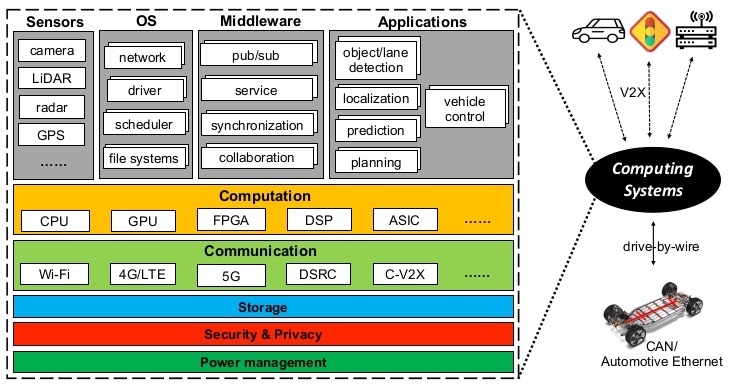 Sensors
OS
Middleware
Applications
camera
LiDAR
radar
GPS
......
network
driver
scheduler
file systems
pub/sub
service
synchronization
collaboration
object/lane
detection
localization
prediction
planning
vehicle
control
Computation
CPU
GPU
FPGA
DSP
ASIC
......
Communication
Wi-Fi
4G/LTE
5G
DSRC
C-V2X
......
Storage
Security & Privacy
Power management
V2X
Computing
Systems
drive-by-wire
CAN/
Automotive Ethernet